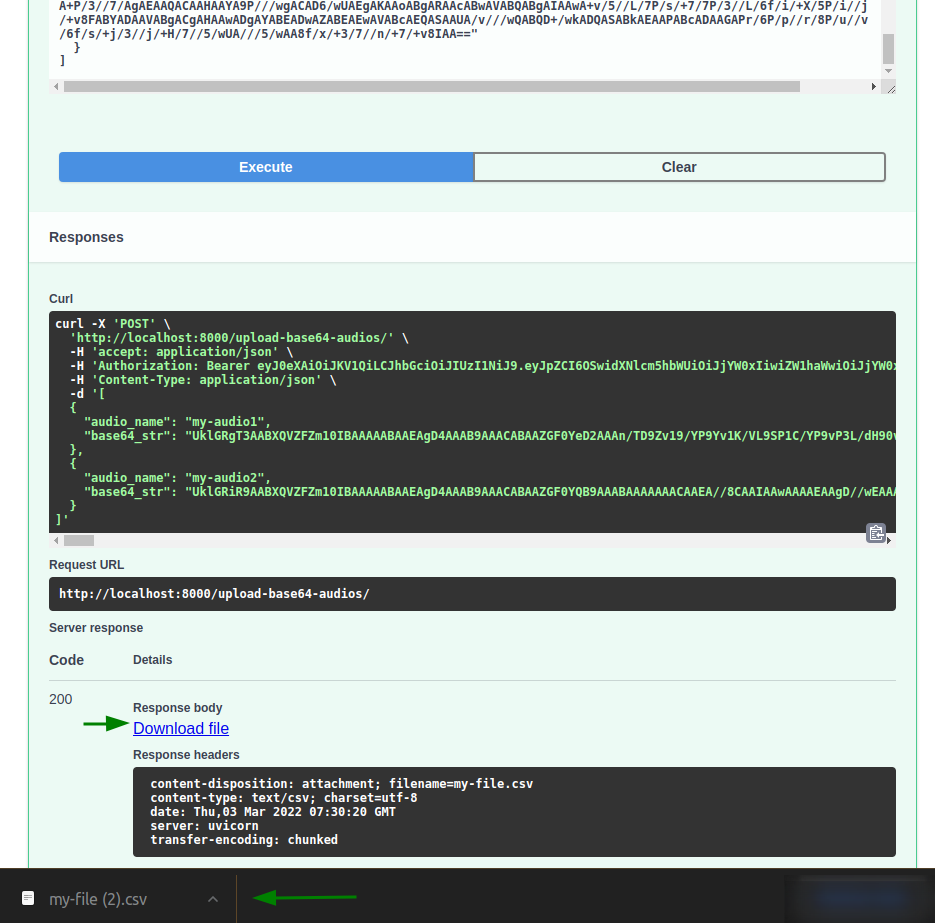 A+P/3//7/AgAEAAQACAAHAAYA9P///wgACAD6/wUAEgAKAAoABgARAAcABwAVABQABgAIAAwA+v/5//L/7P/s/+7/7P/3//L/6f/i/+X/5P/i//j
/+v8FABYADAAVABgACgAHAAwADgAYABEADwAZABEAEwAVABcAEQASAAUA/v///wQABQD+/wkADQASABkAEAAPABcADAAGAPr/6P/p//r/8P/u//v
/6f/s/+j/3//j/+H/7//5/wUA///5/wAA8f/x/+3/7//n/+7/+v8IAA=="
}
]
Execute
Clear
Responses
Curl
curl -X 'POST' \
'http://localhost:8000/upload-base64-audios/' \
-H 'accept: application/json' \
-H 'Authorization: Bearer eyJ0eXAiOiJKV1QiLCJhbGciOiJIUzI1NiJ9.eyJpZCI6OSwidXNlcm5hbWUiOiJjYW0xIiwiZW1haWwiOiJjYW0x
-H 'Content-Type: application/json' \
-d '[
{
"audio_name": "my-audio1",
"base64_str": "UklGRgT3AABXQVZFZm10IBAAAAABAAEAgD4AAAB9AAACABAAZGF0YeD2AAAn/TD9Zv19/YP9Yv1K/VL9SP1C/YP9vP3L/dH90v
},
{
"audio_name": "my-audio2",
"base64_str": "UklGRiR9AABXQVZFZm10IBAAAAABAAEAgD4AAAB9AAACABAAZGF0YQB9AAABAAAAAAACAAEA//8CAAIAAwAAAAEAAgD//wEAAA
}
]'
Request URL
http://localhost:8000/upload-base64-audios/
Server response
Code
Details
200
Response body
Download file
Response headers
content-disposition: attachment; filename=my-file.csv
content-type: text/csv; charset=utf-8
date: Thu,03 Mar 2022 07:30:20 GMT
server: uvicorn
transfer-encoding: chunked
my-file (2).csv